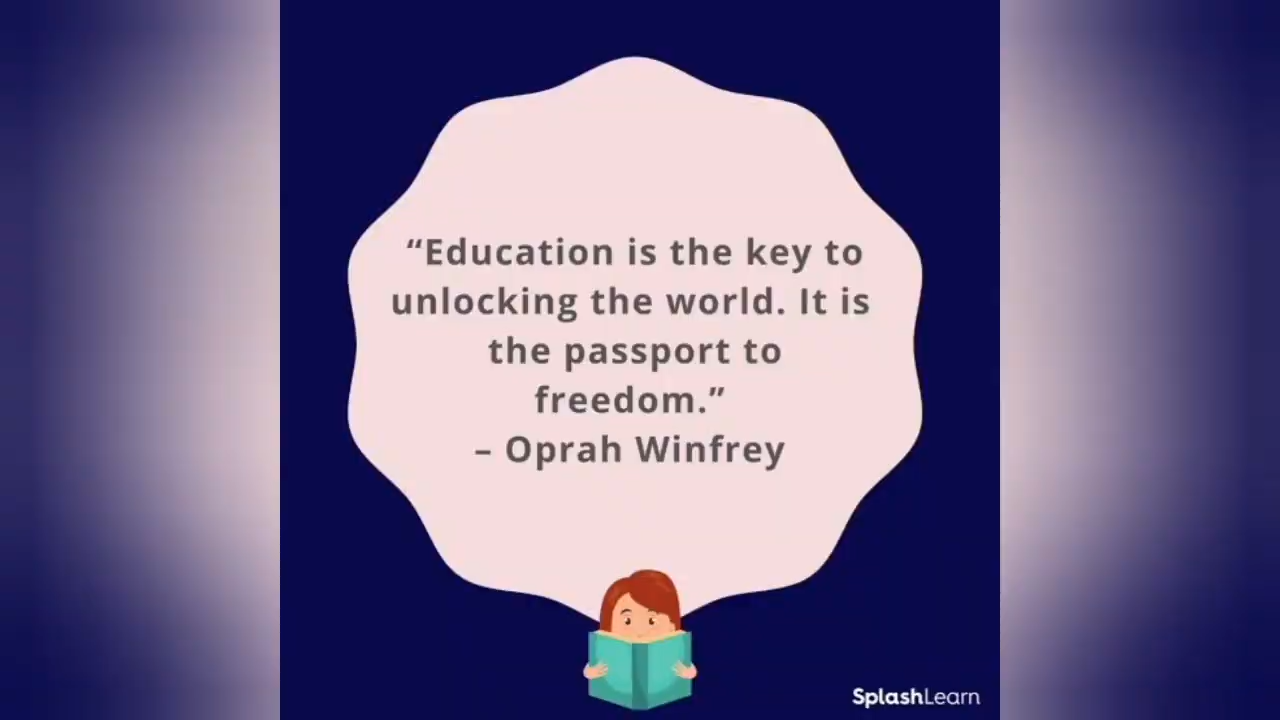 “Education is the key to
unlocking the world. It is
the passport to
freedom.”
– Oprah Winfrey
SplashLearn